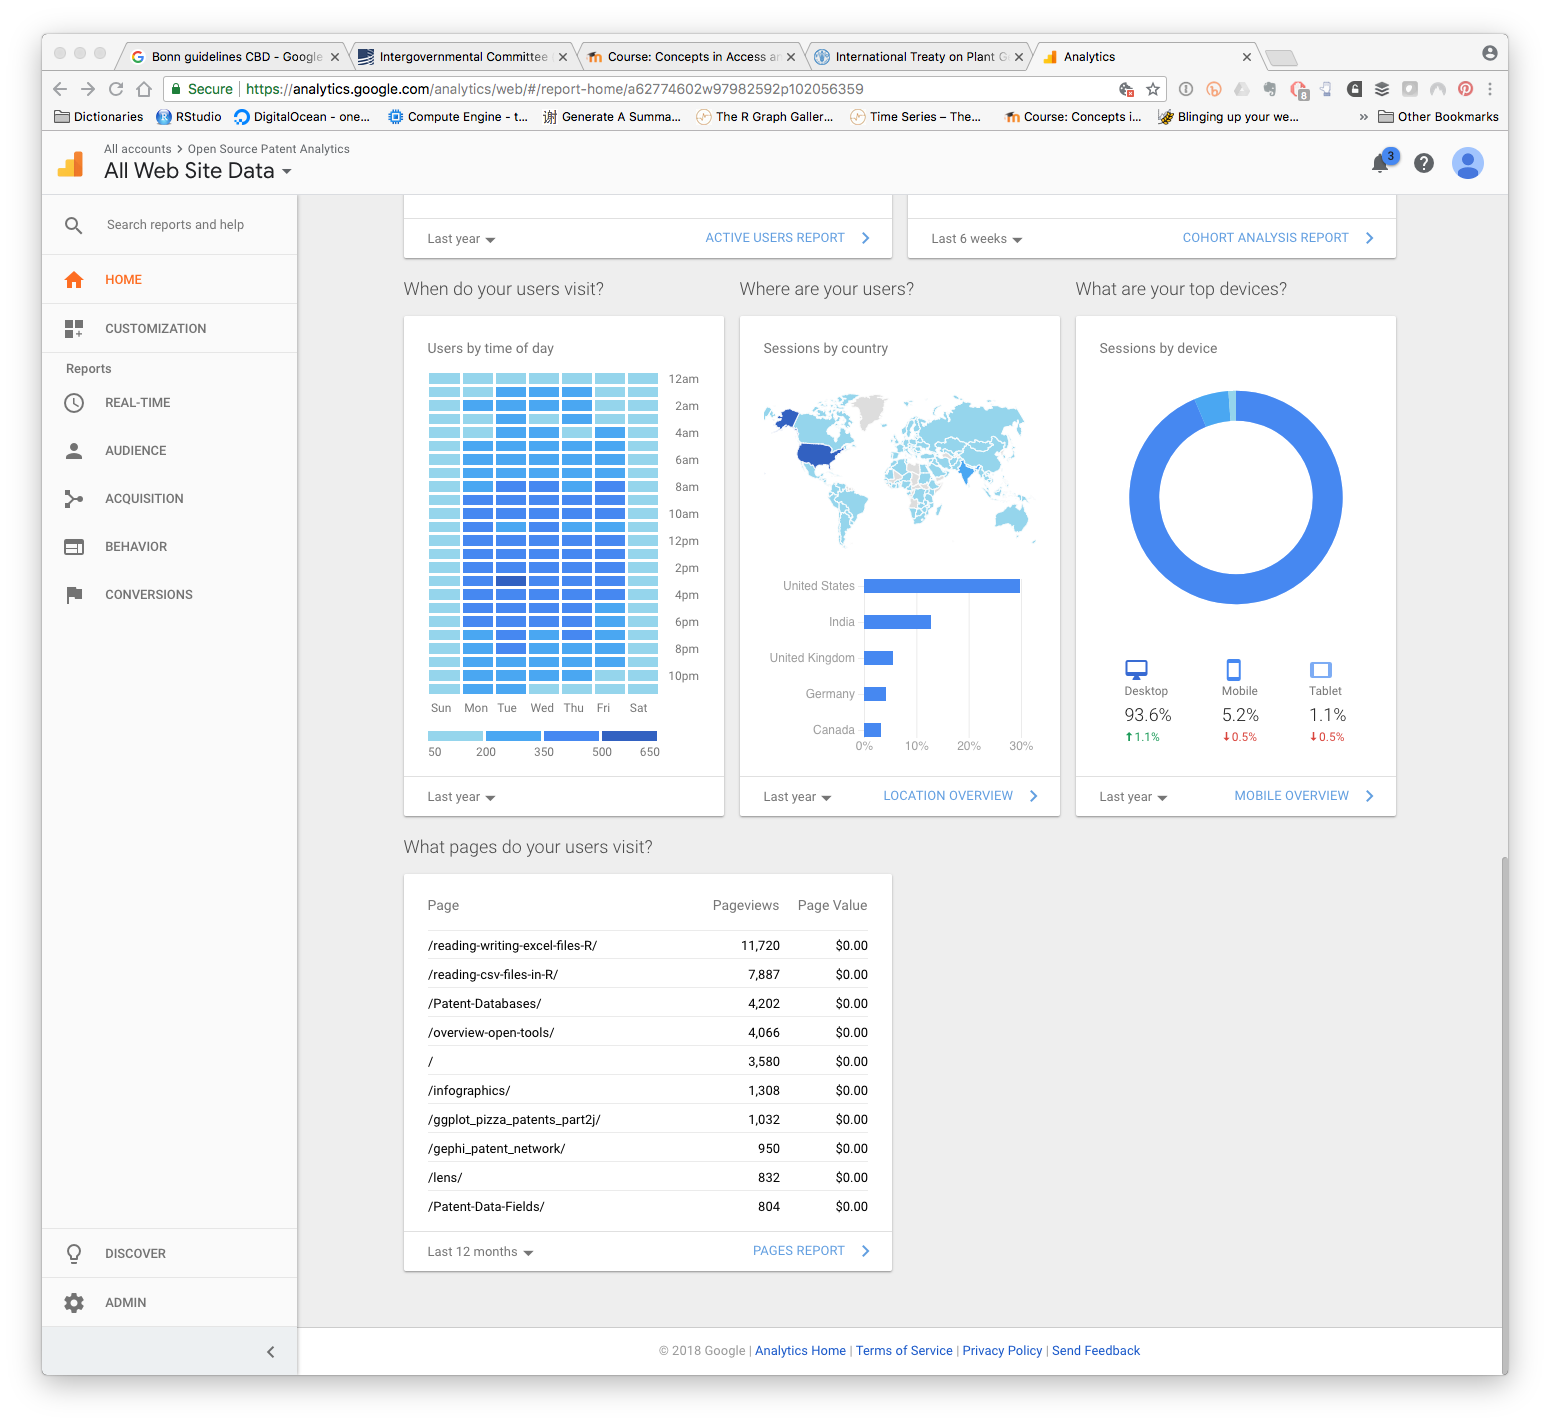 Bonn guidelines CBD - Google
Intergovernmental Committee
Course: Concepts in Access an
International Treaty on Plant G
Analytics
Secure https://analytics.google.com/analytics/web/#/report-home/a62774602w97982592p102056359
8
Dictionaries RStudio DigitalOcean - one... Compute Engine - t... 谢 Generate A Summa... The R Graph Galler... Time Series – The... Course: Concepts i... Blinging up your we... » Other Bookmarks
All accounts > Open Source Patent Analytics
All Web Site Data
3
Search reports and help
HOME
CUSTOMIZATION
Reports
REAL-TIME
AUDIENCE
ACQUISITION
BEHAVIOR
CONVERSIONS
DISCOVER
ADMIN
Last year ACTIVE USERS REPORT
Last 6 weeks COHORT ANALYSIS REPORT
When do your users visit?
Users by time of day
12am
2am
4am
6am
8am
10am
12pm
2pm
4pm
6pm
8pm
10pm
Sun Mon Tue Wed Thu Fri Sat
50 200 350 500 650
Last year
Where are your users?
Sessions by country
United States
India
United Kingdom
Germany
Canada
0% 10% 20% 30%
Last year LOCATION OVERVIEW
What are your top devices?
Sessions by device
Desktop Mobile Tablet
93.6% 5.2% 1.1%
1.1% 0.5% 0.5%
Last year MOBILE OVERVIEW
What pages do your users visit?
Page Pageviews Page Value
/reading-writing-excel-files-R/ 11,720 $0.00
/reading-csv-files-in-R/ 7,887 $0.00
/Patent-Databases/ 4,202 $0.00
/overview-open-tools/ 4,066 $0.00
/ 3,580 $0.00
/infographics/ 1,308 $0.00
/ggplot_pizza_patents_part2j/ 1,032 $0.00
/gephi_patent_network/ 950 $0.00
/lens/ 832 $0.00
/Patent-Data-Fields/ 804 $0.00
Last 12 months PAGES REPORT
© 2018 Google | Analytics Home | Terms of Service | Privacy Policy | Send Feedback